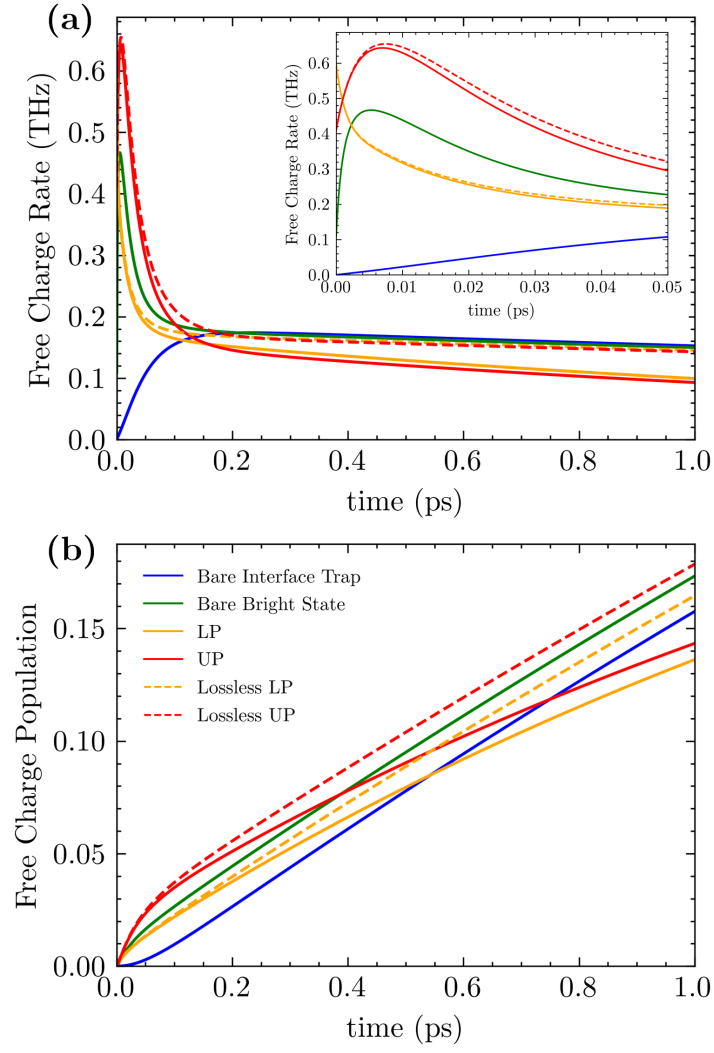 (a)
Free Charge Rate (THz)
0.6
0.5
0.4
0.3
0.2
0.1
0.0
0.0 0.2 0.4 0.6 0.8 1.0
time (ps)
Free Charge Rate (THz)
0.6
0.5
0.4
0.3
0.2
0.1
0.0
0.00 0.01 0.02 0.03 0.04 0.05
time (ps)
(b)
Free Charge Population
0.15
0.10
0.05
0.00
Bare Interface Trap
Bare Bright State
LP
UP
Lossless LP
Lossless UP
0.0 0.2 0.4 0.6 0.8 1.0
time (ps)